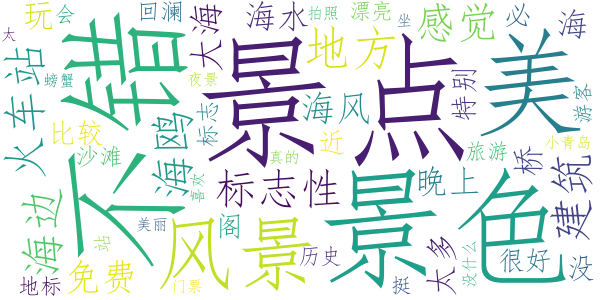 玩 会 回澜 大海 海水 拍照 漂亮 坐 感觉 必 海
太 不错 景点 地方 美
火车站 螃蟹 夜景 标志 海风 特别 游客
比较 海鸥 近 小青岛
沙滩 真的 旅游 桥 建筑
海边 喜欢 标志性 晚上 景色
美丽 阁 风景
站 历史 太多 没什么 很好 没
地标 免费 门票 挺